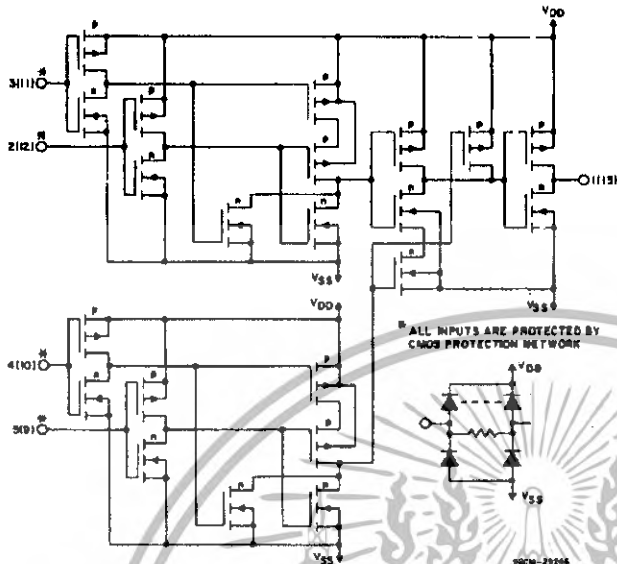 VDD
P
3(11) *
n
P
2(12) *
n
P
P
n
n
P
n
n
P
P
n
1(13)
VSS
VSS
VDD
* ALL INPUTS ARE PROTECTED BY
CMOS PROTECTION NETWORK
P
4(10) *
n
P
5(9) *
n
P
P
n
n
VSS
VDD
VSS